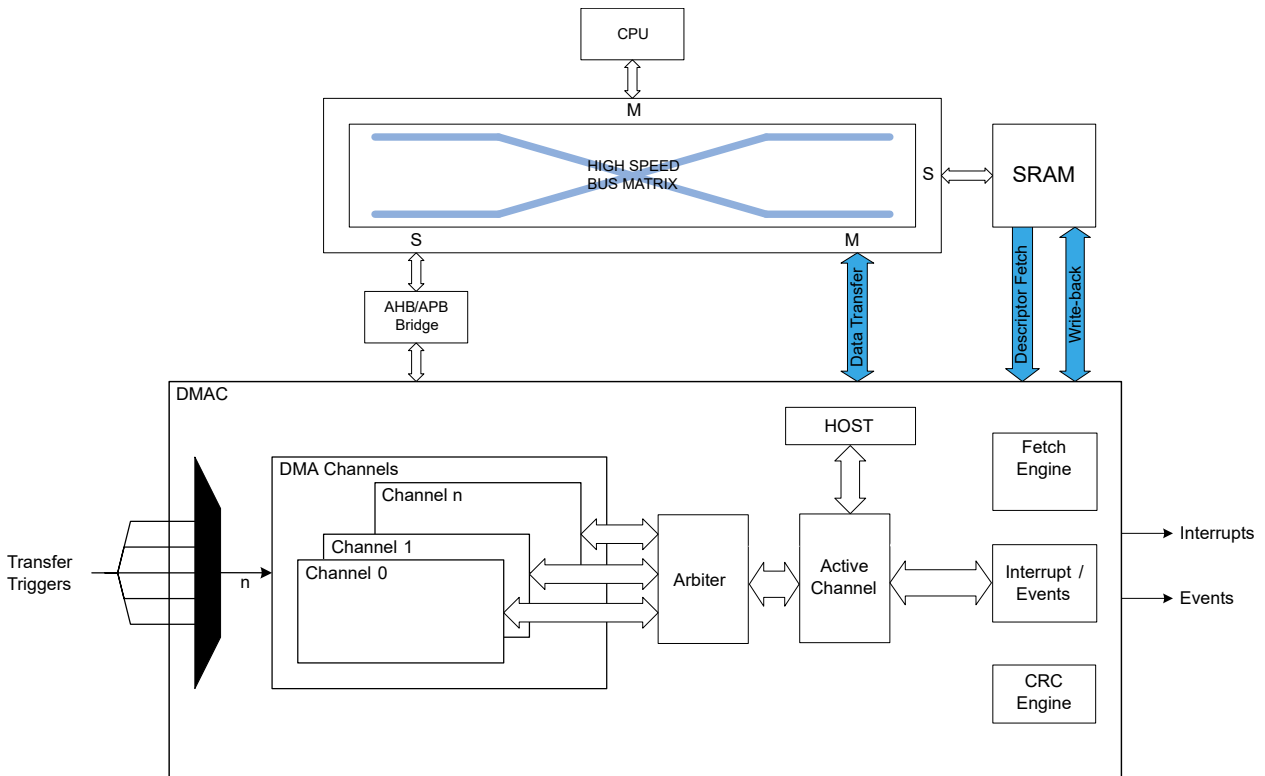 CPU
M
HIGH SPEED
BUS MATRIX
S
SRAM
S
M
AHB/APB
Bridge
Data Transfer
Descriptor Fetch
Write-back
DMAC
HOST
Fetch
Engine
DMA Channels
Channel n
Channel 1
Channel 0
Transfer
Triggers
n
Arbiter
Active
Channel
Interrupt /
Events
Interrupts
Events
CRC
Engine